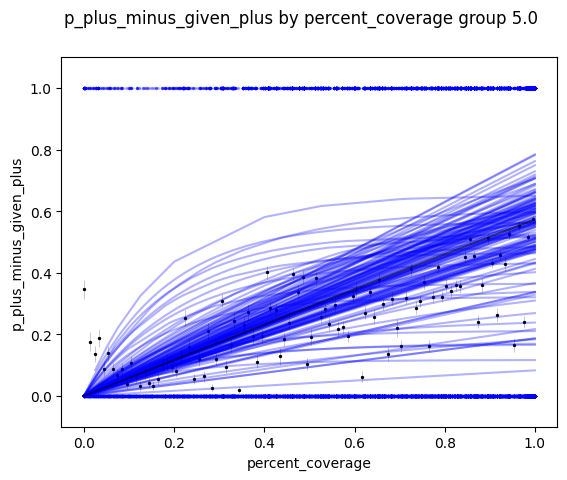 p_plus_minus_given_plus by percent_coverage group 5.0
1.0
0.8
0.6
0.4
0.2
0.0
p_plus_minus_given_plus
0.0 0.2 0.4 0.6 0.8 1.0
percent_coverage